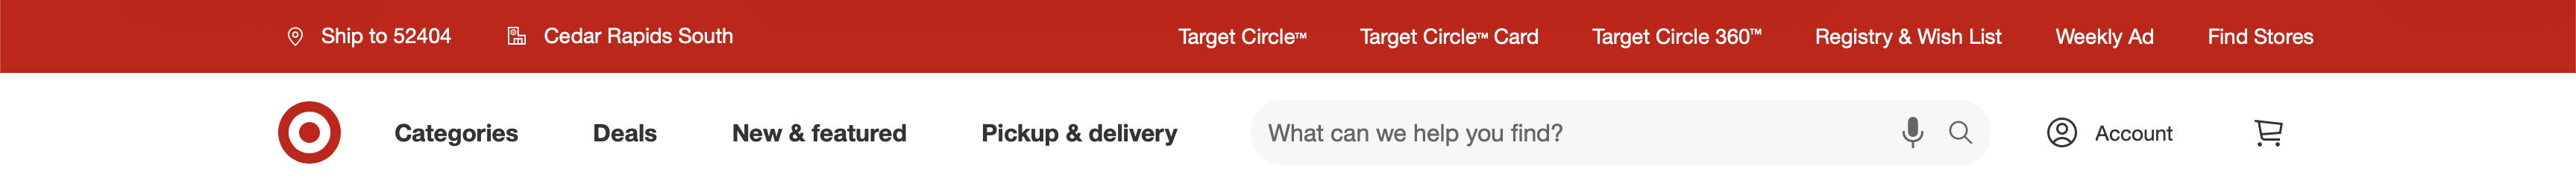 Ship to 52404 Cedar Rapids South Target Circle™ Target Circle™ Card Target Circle 360™ Registry & Wish List Weekly Ad Find Stores
Categories Deals New & featured Pickup & delivery What can we help you find? Account